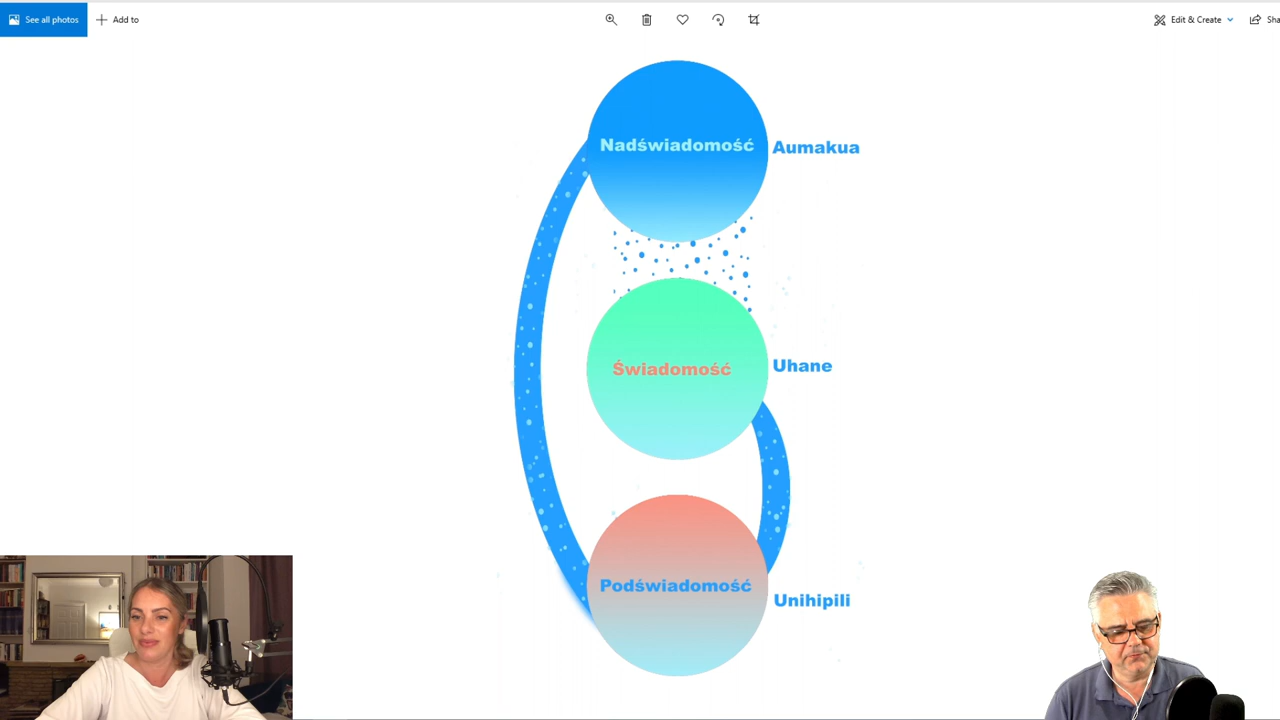 See all photos
Add to
Edit & Create
Sha
Nadświadomość
Aumakua
Świadomość
Uhane
Podświadomość
Unihipili